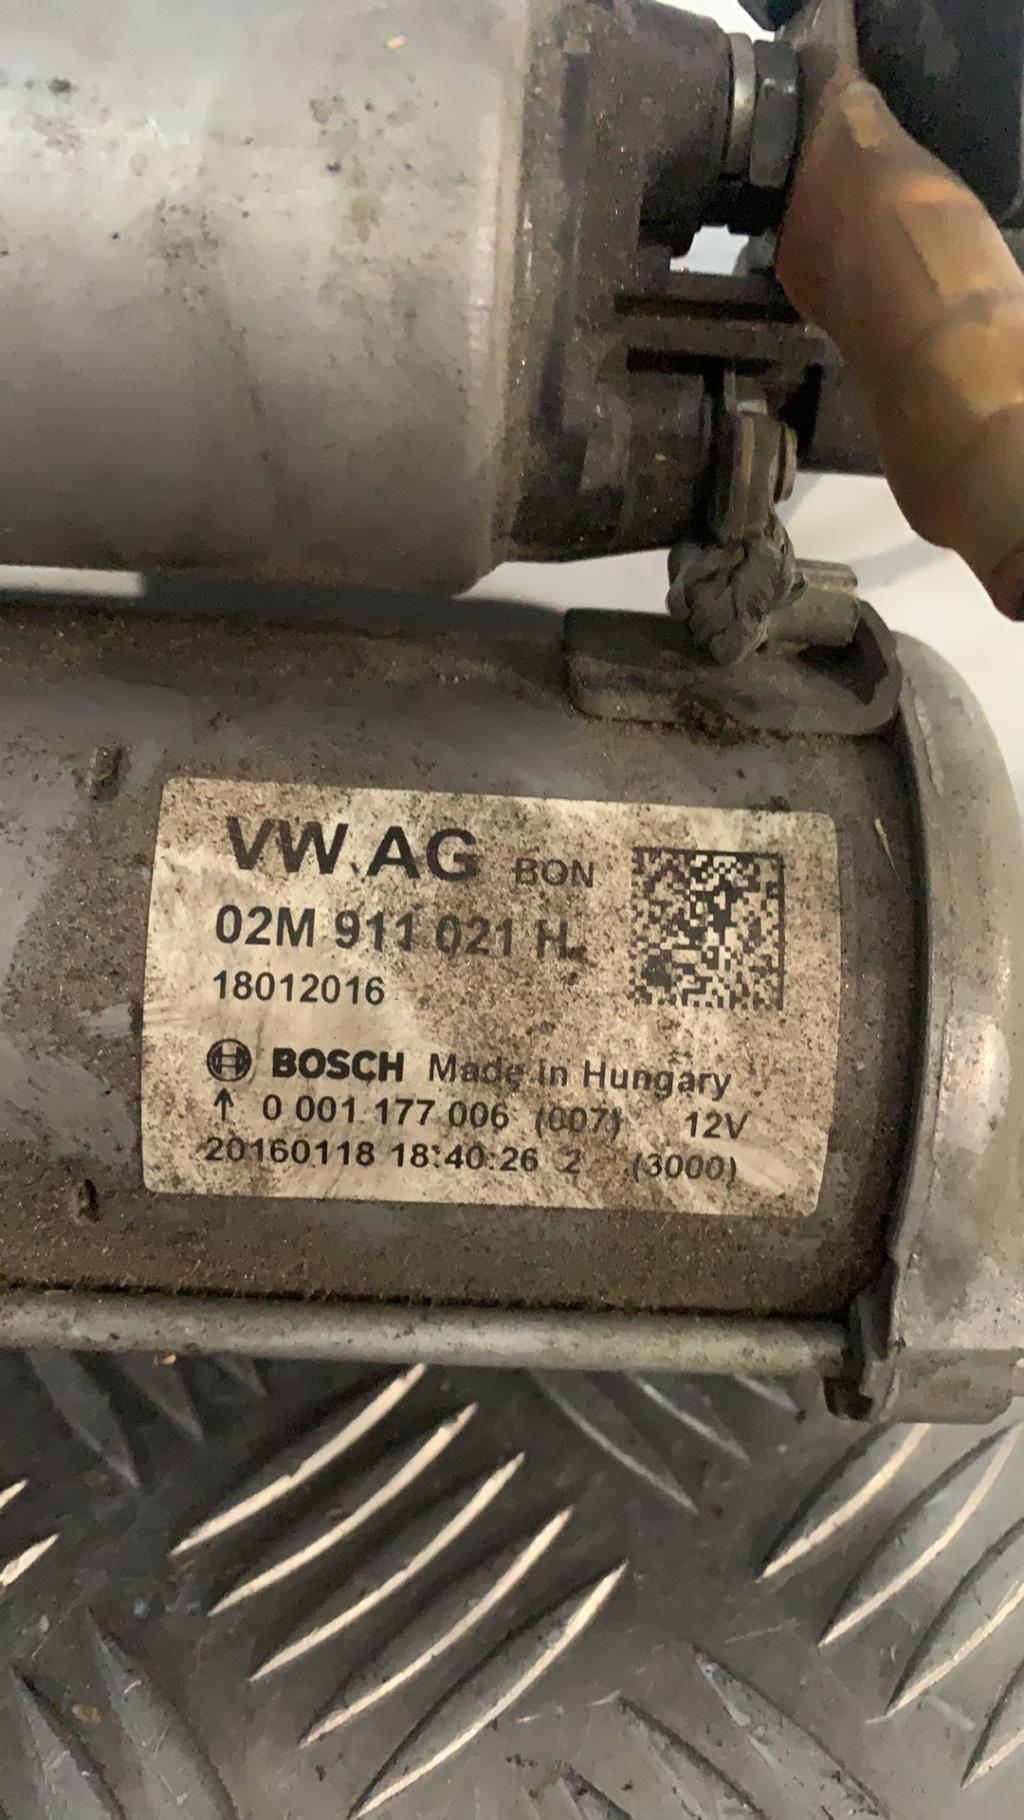 VW AG BON
02M 911 021 H
18012016
BOSCH Made in Hungary
↑ 0 001 177 006 (007) 12V
20160118 18:40:26 2 (3000)